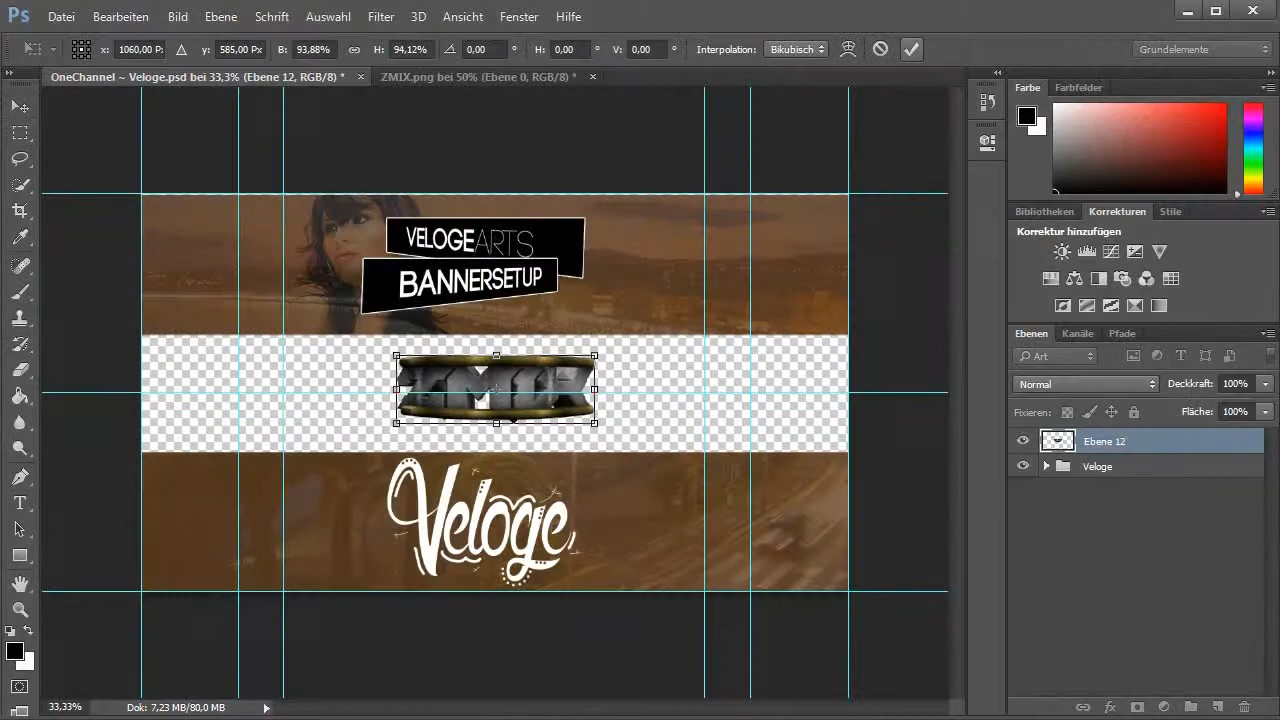 Ps Datei Bearbeiten Bild Ebene Schrift Auswahl Filter 3D Ansicht Fenster Hilfe
x: 1060,00 P: y: 585,00 Px B: 93,88% H: 94,12% 0,00 ° H: 0,00 ° V: 0,00 ° Interpolation: Bikubisch Grundelemente
OneChannel ~ Veloge.psd bei 33,3% (Ebene 12, RGB/8) * × ZMIX.png bei 50% (Ebene 0, RGB/8) * ×
Farbe Farbfelder
Bibliotheken Korrekturen Stile
Korrektur hinzufügen
VELOGEARTS
BANNERSETUP
Ebenen Kanäle Pfade
Art
Normal Deckkraft: 100%
Fixieren: Fläche: 100%
Ebene 12
Veloge
Veloge
33,33% Dok: 7,23 MB/80,0 MB